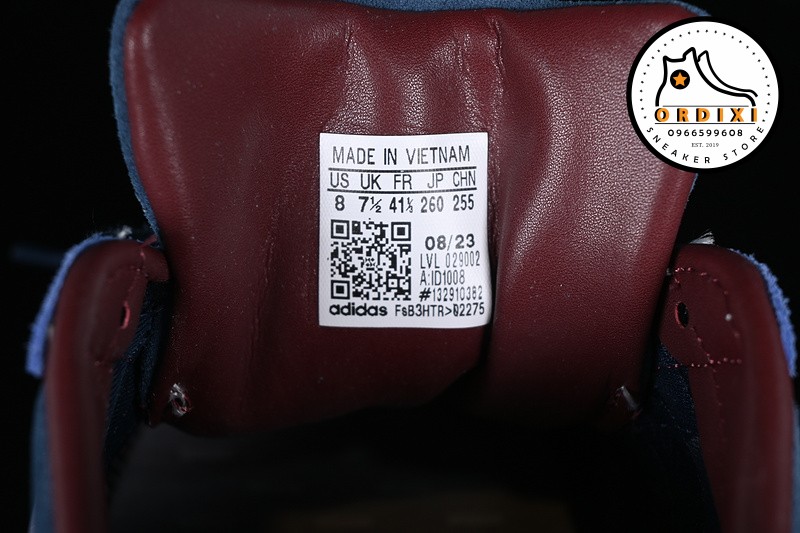 ORDIXI
0966599608
EST. 2019
SNEAKER STORE
MADE IN VIETNAM
US UK FR JP CHN
8 7½ 41⅓ 260 255
08/23
LVL 029002
A:ID1008
#132910362
adidas FsB3HTR>02275